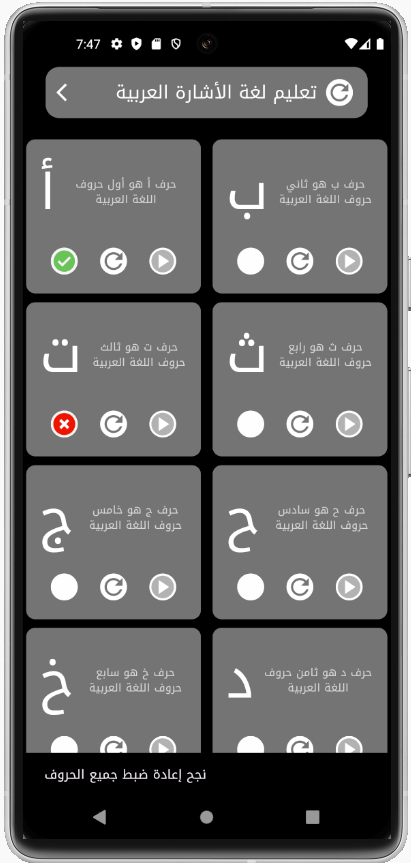 7:47
تعليم لغة الأشارة العربية
أ
حرف أ هو أول حروف
اللغة العربية
ب
حرف ب هو ثاني
حروف اللغة العربية
ت
حرف ت هو ثالث
حروف اللغة العربية
ث
حرف ث هو رابع
حروف اللغة العربية
ج
حرف ج هو خامس
حروف اللغة العربية
ح
حرف ح هو سادس
حروف اللغة العربية
خ
حرف خ هو سابع
حروف اللغة العربية
د
حرف د هو ثامن حروف
اللغة العربية
نجح إعادة ضبط جميع الحروف